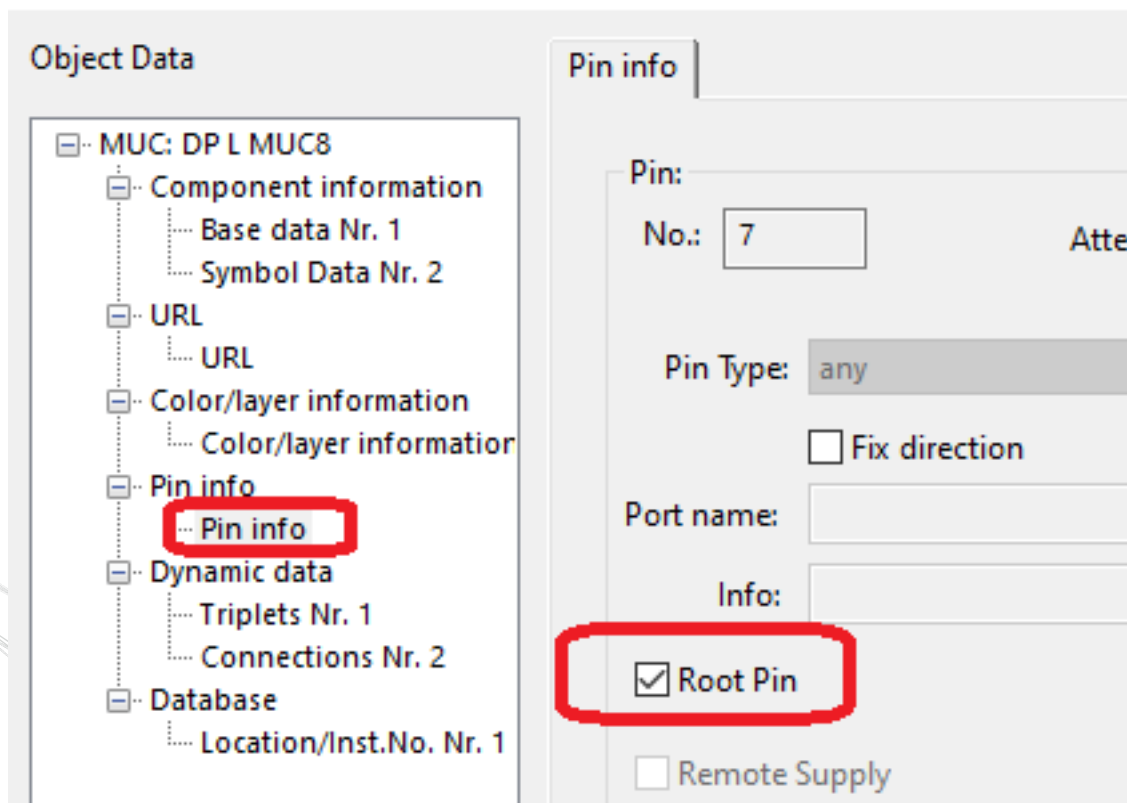 Object Data
MUC: DP L MUC8
Component information
Base data Nr. 1
Symbol Data Nr. 2
URL
URL
Color/layer information
Color/layer information
Pin info
Pin info
Dynamic data
Triplets Nr. 1
Connections Nr. 2
Database
Location/Inst.No. Nr. 1
Pin info
Pin:
No.: 7 Atte
Pin Type: any
Fix direction
Port name:
Info:
Root Pin
Remote Supply